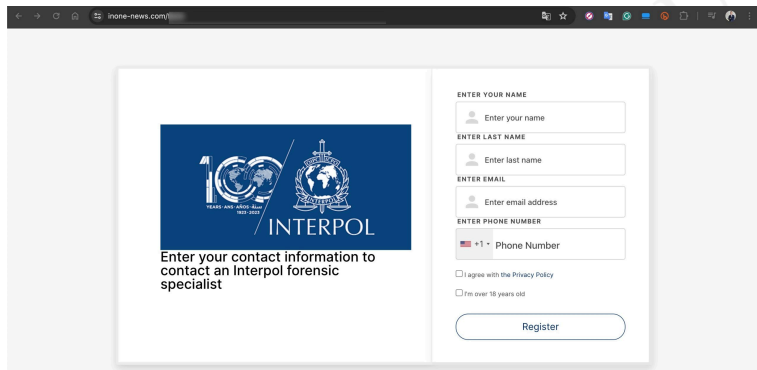 inone-news.com/
100
YEARS·ANS·AÑOS·سنة
1923-2023
INTERPOL
Enter your contact information to
contact an Interpol forensic
specialist
ENTER YOUR NAME
Enter your name
ENTER LAST NAME
Enter last name
ENTER EMAIL
Enter email address
ENTER PHONE NUMBER
+1
Phone Number
I agree with the Privacy Policy
I'm over 18 years old
Register